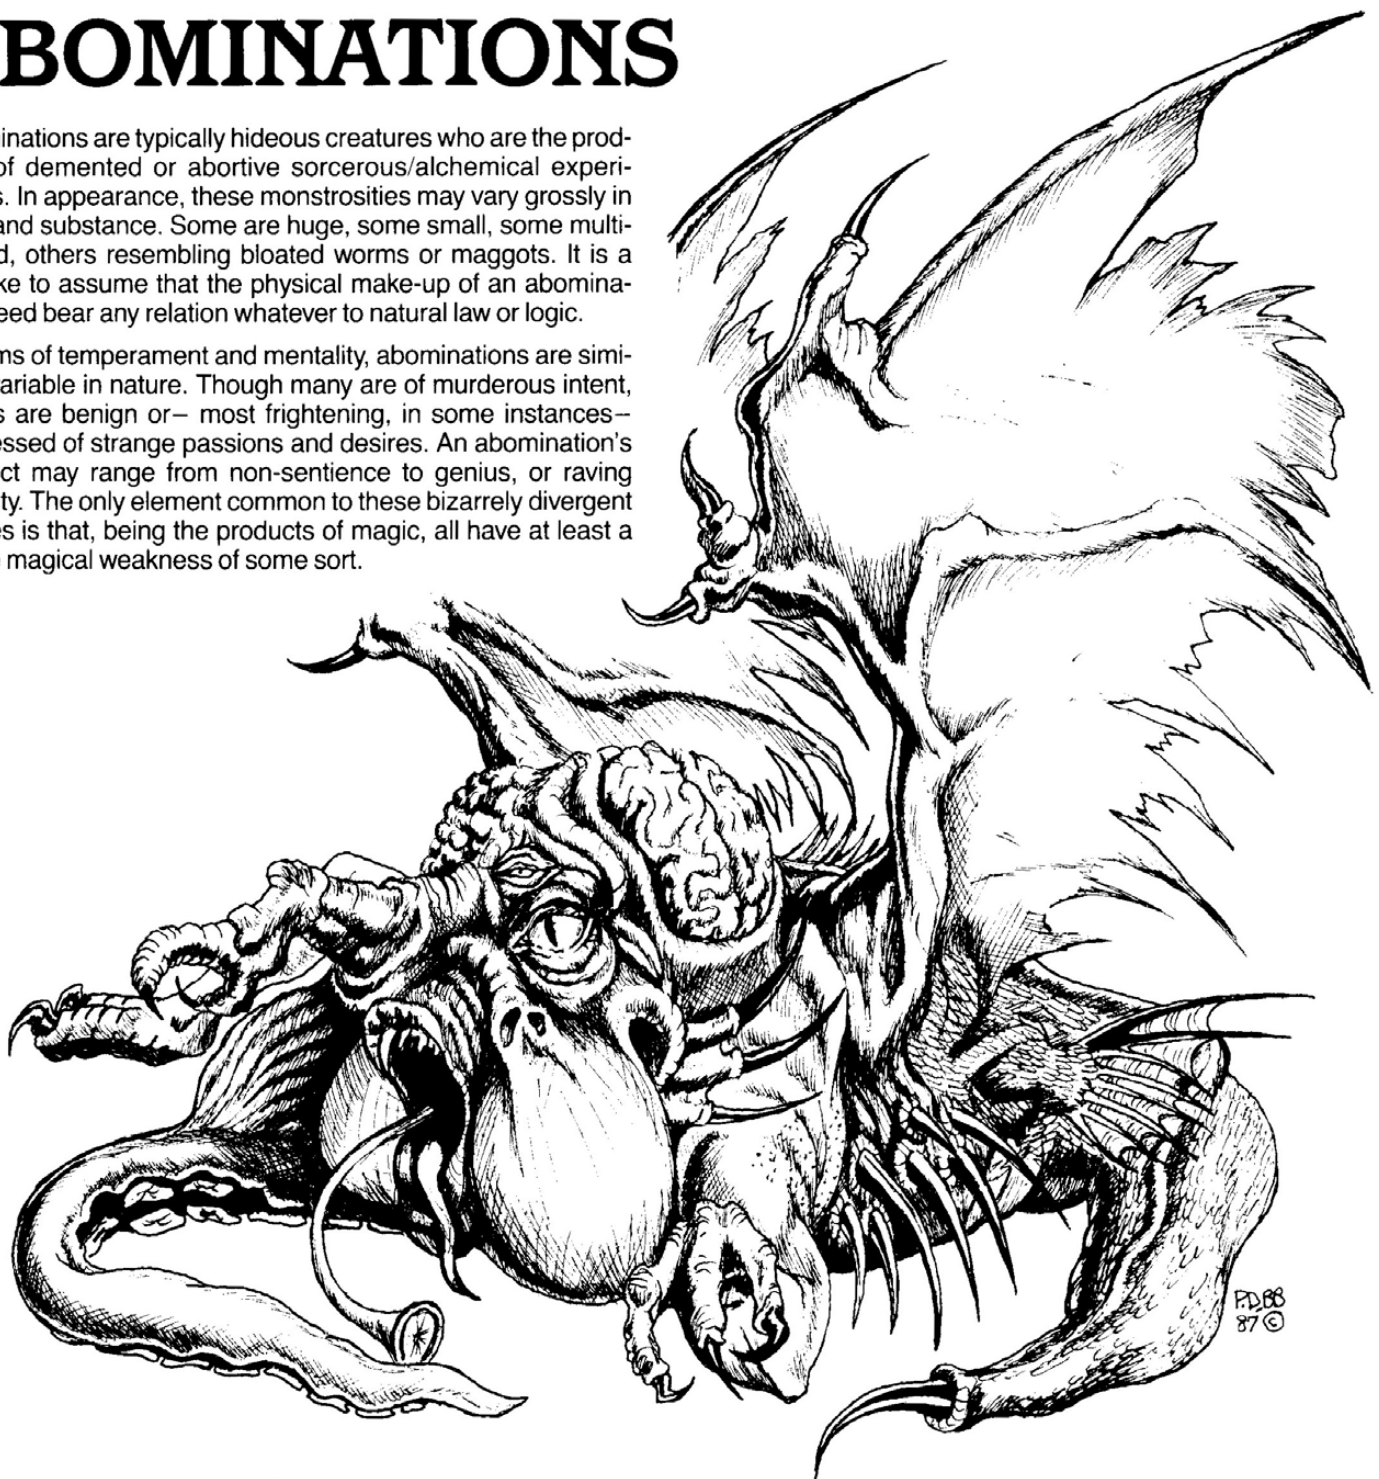 BOMINATIONS
inations are typically hideous creatures who are the prod-
of demented or abortive sorcerous/alchemical experi-
s. In appearance, these monstrosities may vary grossly in
and substance. Some are huge, some small, some multi-
d, others resembling bloated worms or maggots. It is a
ke to assume that the physical make-up of an abomina-
eed bear any relation whatever to natural law or logic.
ms of temperament and mentality, abominations are simi-
ariable in nature. Though many are of murderous intent,
s are benign or– most frightening, in some instances–
essed of strange passions and desires. An abomination's
ct may range from non-sentience to genius, or raving
ty. The only element common to these bizarrely divergent
es is that, being the products of magic, all have at least a
e magical weakness of some sort.
P.D.BB
87 ©